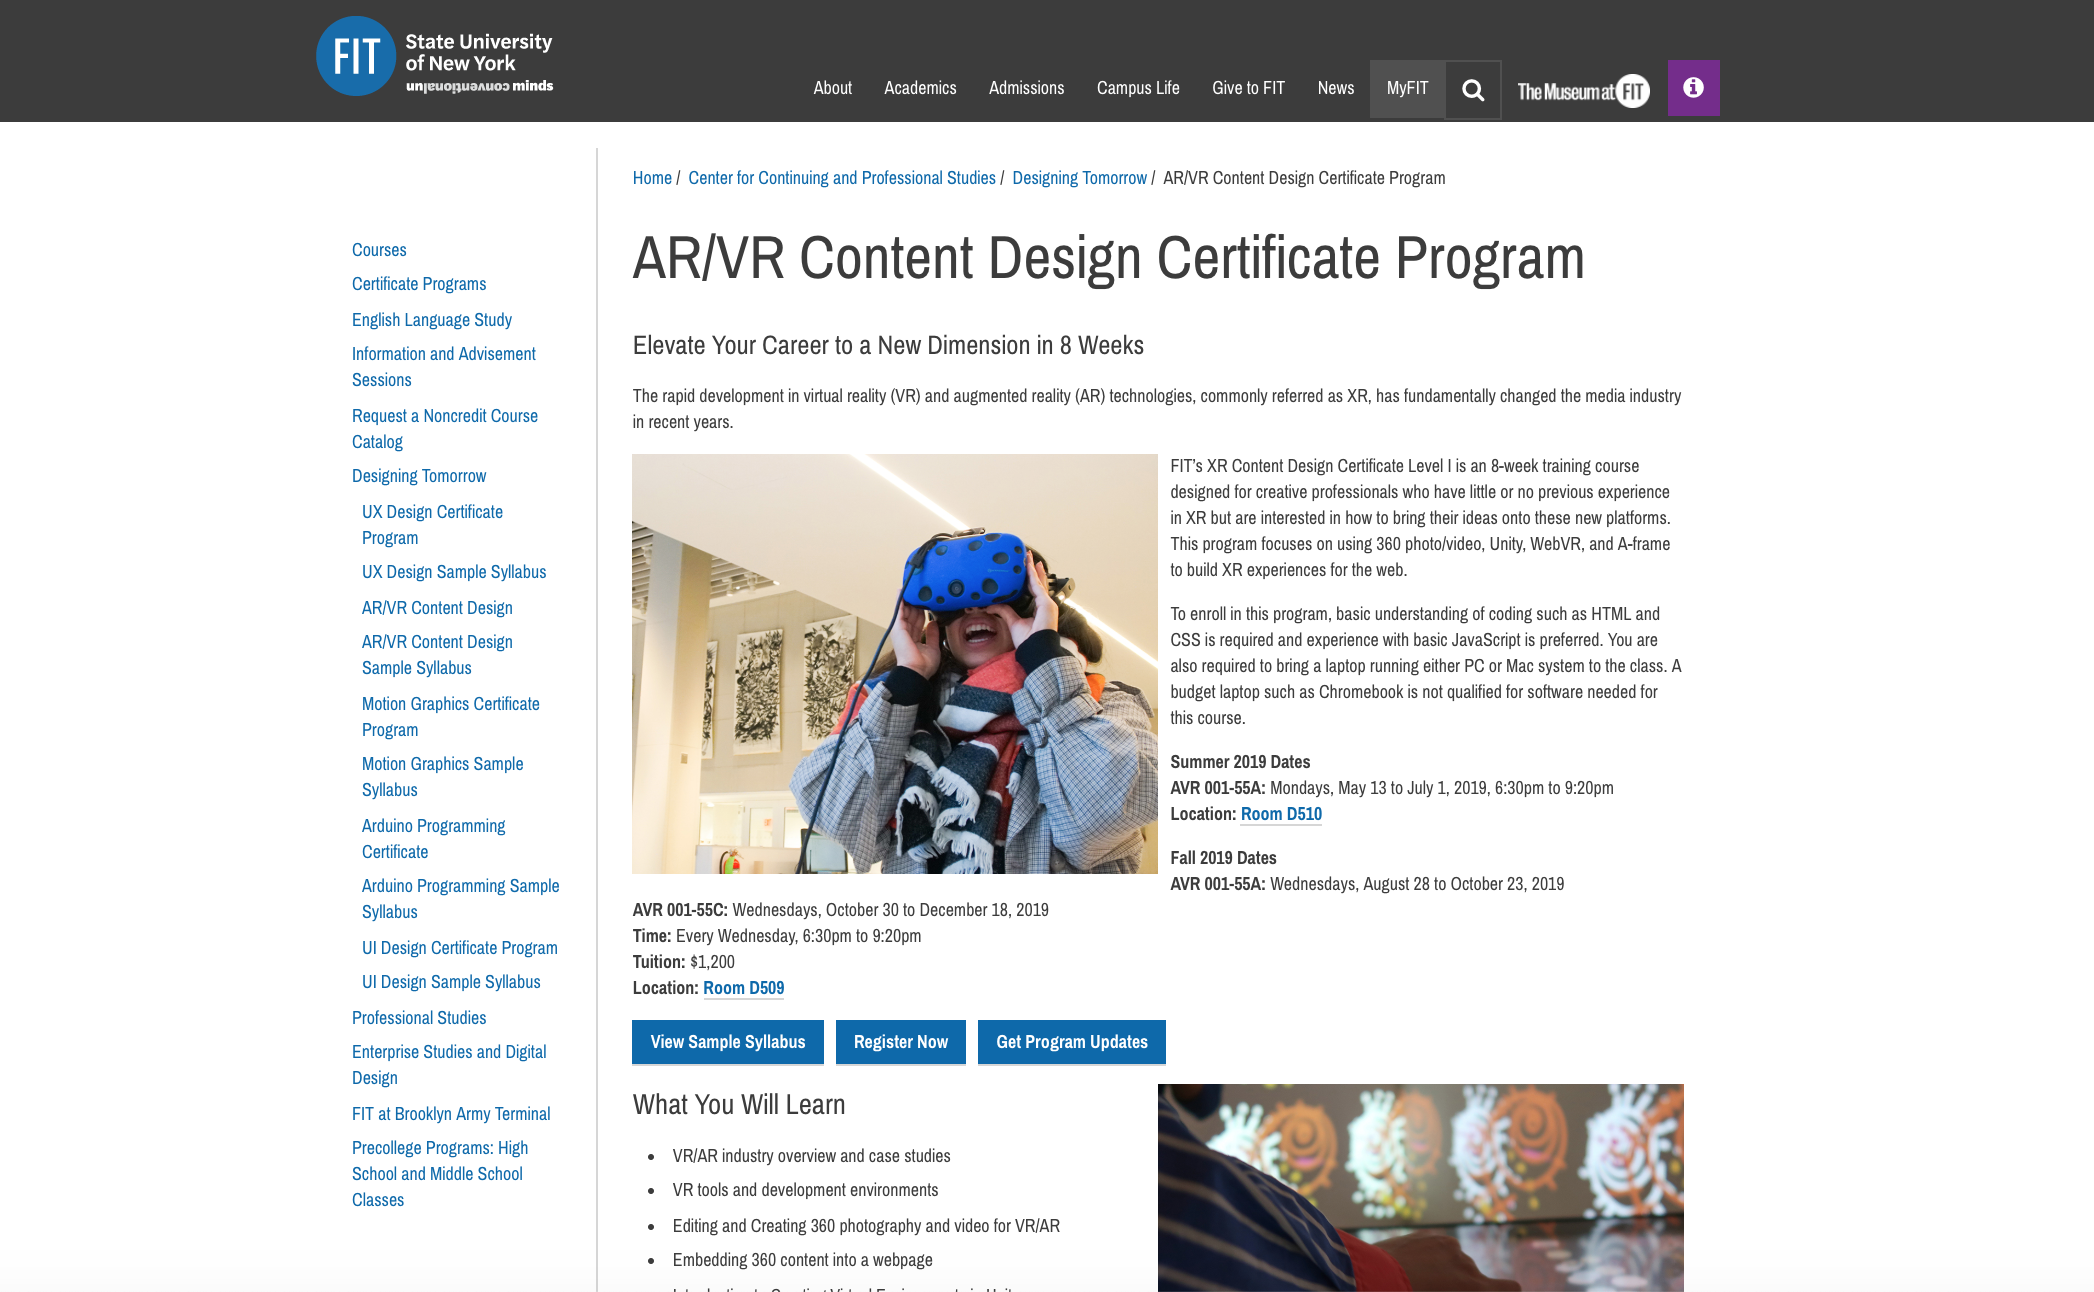 FIT
State University
of New York
unconventional minds
About
Academics
Admissions
Campus Life
Give to FIT
News
MyFIT
The Museum at FIT
Home / Center for Continuing and Professional Studies / Designing Tomorrow / AR/VR Content Design Certificate Program
Courses
Certificate Programs
English Language Study
Information and Advisement
Sessions
Request a Noncredit Course
Catalog
Designing Tomorrow
UX Design Certificate
Program
UX Design Sample Syllabus
AR/VR Content Design
AR/VR Content Design
Sample Syllabus
Motion Graphics Certificate
Program
Motion Graphics Sample
Syllabus
Arduino Programming
Certificate
Arduino Programming Sample
Syllabus
UI Design Certificate Program
UI Design Sample Syllabus
Professional Studies
Enterprise Studies and Digital
Design
FIT at Brooklyn Army Terminal
Precollege Programs: High
School and Middle School
Classes
AR/VR Content Design Certificate Program
Elevate Your Career to a New Dimension in 8 Weeks
The rapid development in virtual reality (VR) and augmented reality (AR) technologies, commonly referred as XR, has fundamentally changed the media industry
in recent years.
FIT's XR Content Design Certificate Level I is an 8-week training course
designed for creative professionals who have little or no previous experience
in XR but are interested in how to bring their ideas onto these new platforms.
This program focuses on using 360 photo/video, Unity, WebVR, and A-frame
to build XR experiences for the web.
To enroll in this program, basic understanding of coding such as HTML and
CSS is required and experience with basic JavaScript is preferred. You are
also required to bring a laptop running either PC or Mac system to the class. A
budget laptop such as Chromebook is not qualified for software needed for
this course.
Summer 2019 Dates
AVR 001-55A: Mondays, May 13 to July 1, 2019, 6:30pm to 9:20pm
Location: Room D510
Fall 2019 Dates
AVR 001-55A: Wednesdays, August 28 to October 23, 2019
AVR 001-55C: Wednesdays, October 30 to December 18, 2019
Time: Every Wednesday, 6:30pm to 9:20pm
Tuition: $1,200
Location: Room D509
View Sample Syllabus
Register Now
Get Program Updates
What You Will Learn
• VR/AR industry overview and case studies
• VR tools and development environments
• Editing and Creating 360 photography and video for VR/AR
• Embedding 360 content into a webpage